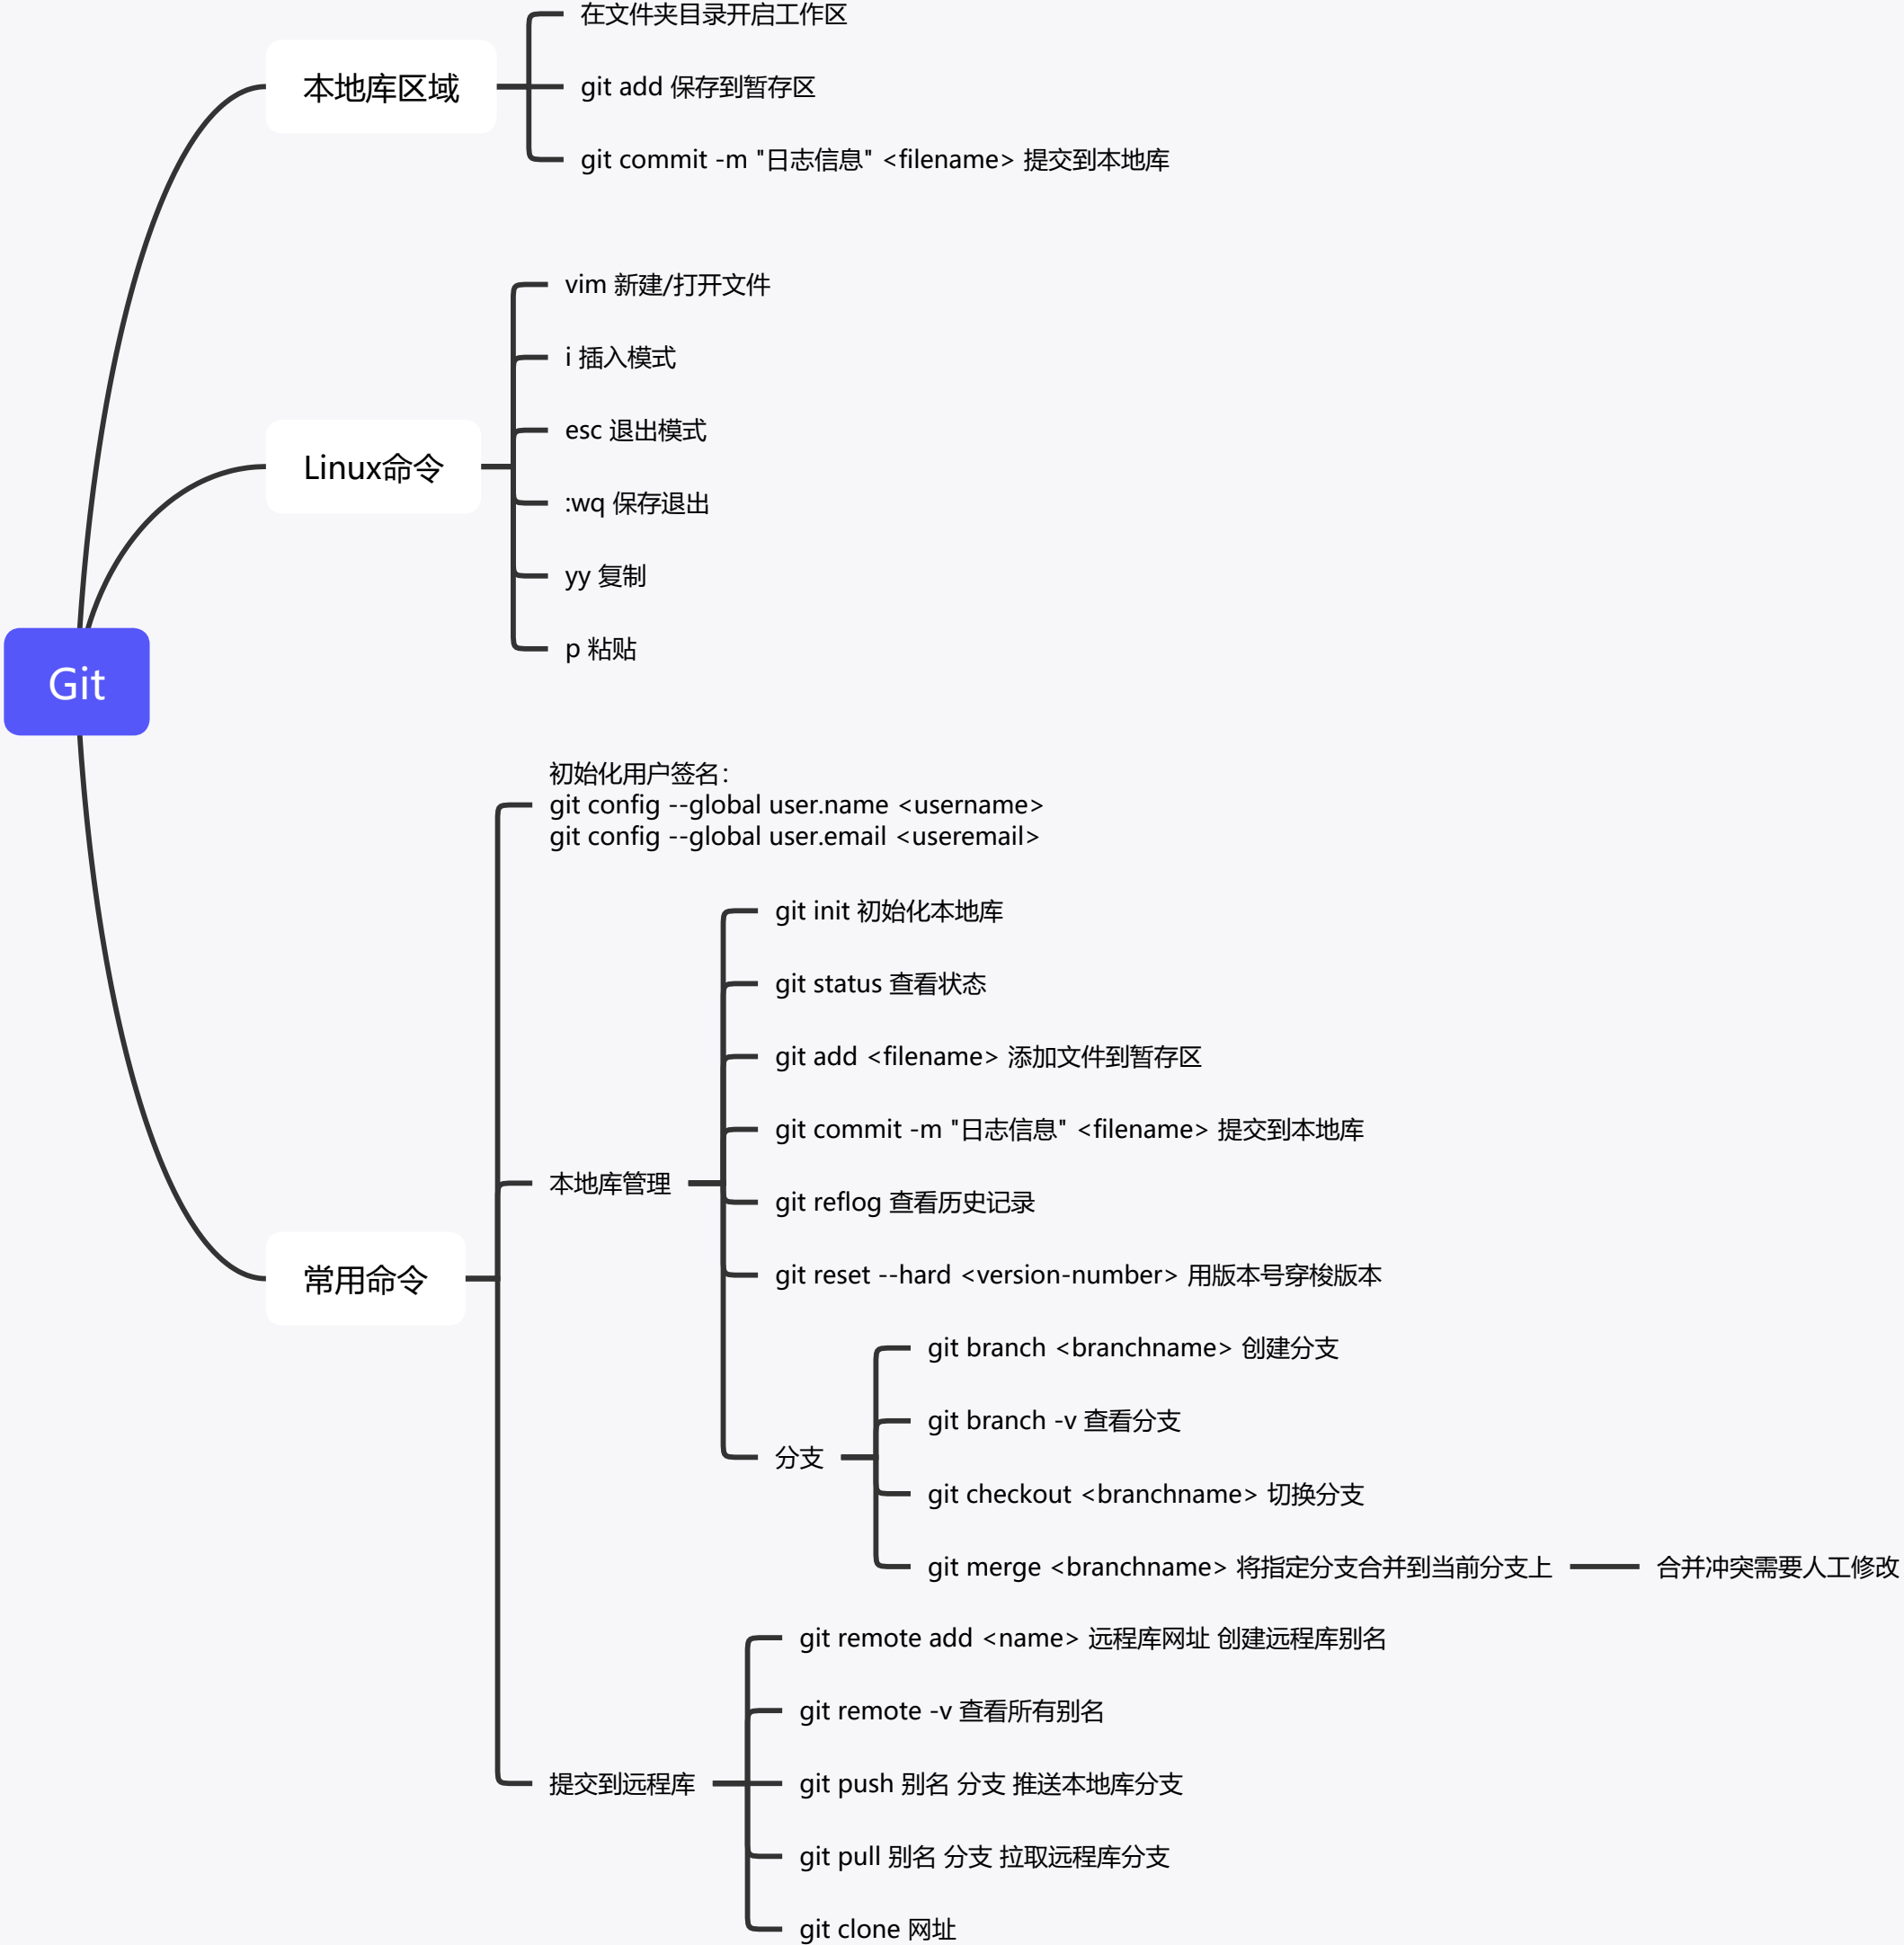 Git
本地库区域
在文件夹目录开启工作区
git add 保存到暂存区
git commit -m "日志信息" <filename> 提交到本地库
Linux命令
vim 新建/打开文件
i 插入模式
esc 退出模式
:wq 保存退出
yy 复制
p 粘贴
常用命令
初始化用户签名：
git config --global user.name <username>
git config --global user.email <useremail>
本地库管理
git init 初始化本地库
git status 查看状态
git add <filename> 添加文件到暂存区
git commit -m "日志信息" <filename> 提交到本地库
git reflog 查看历史记录
git reset --hard <version-number> 用版本号穿梭版本
分支
git branch <branchname> 创建分支
git branch -v 查看分支
git checkout <branchname> 切换分支
git merge <branchname> 将指定分支合并到当前分支上
合并冲突需要人工修改
提交到远程库
git remote add <name> 远程库网址 创建远程库别名
git remote -v 查看所有别名
git push 别名 分支 推送本地库分支
git pull 别名 分支 拉取远程库分支
git clone 网址